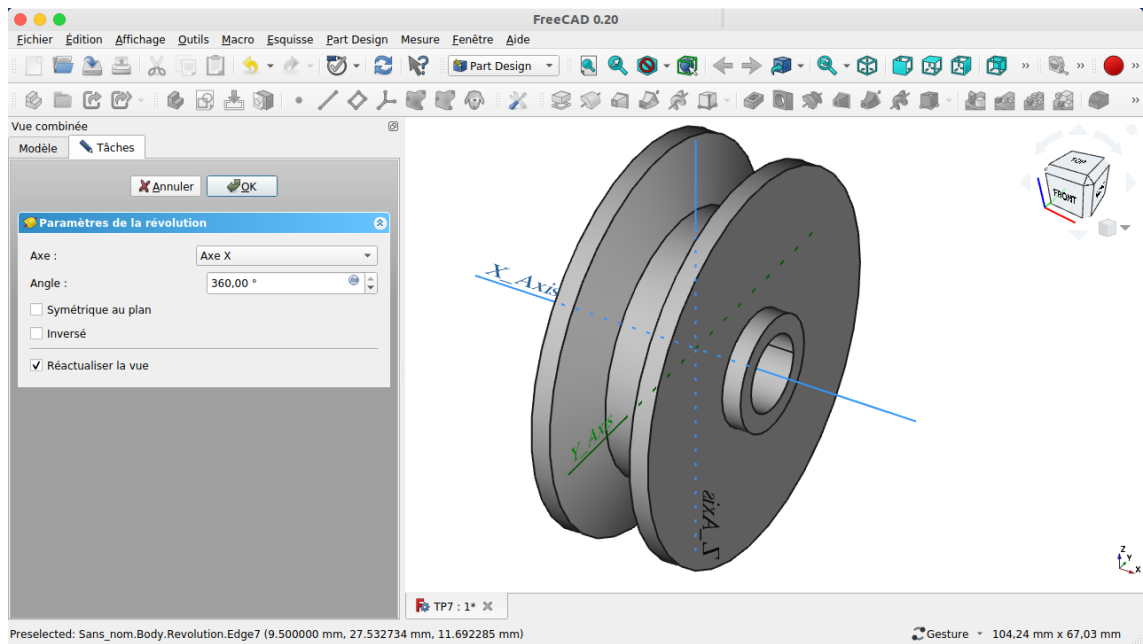 FreeCAD 0.20
Fichier Édition Affichage Outils Macro Esquisse Part Design Mesure Fenêtre Aide
Part Design
Vue combinée
Modèle Tâches
Annuler OK
Paramètres de la révolution
Axe : Axe X
Angle : 360,00 °
Symétrique au plan
Inversé
Réactualiser la vue
X_Axis
Y_Axis
Z_Axis
TOP
FRONT
Z
Y
X
TP7 : 1*
Preselected: Sans_nom.Body.Revolution.Edge7 (9.500000 mm, 27.532734 mm, 11.692285 mm)
Gesture 104,24 mm x 67,03 mm